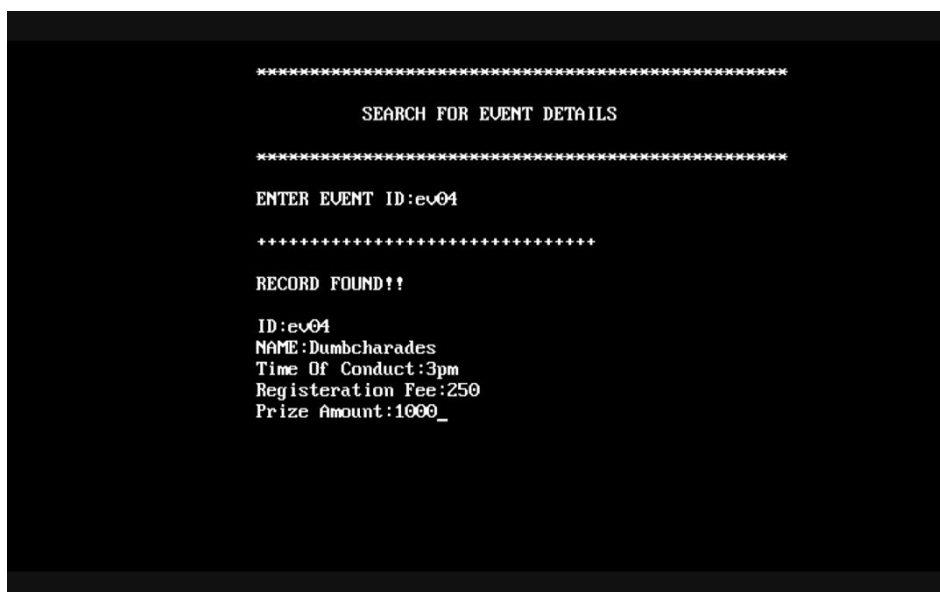 **************************************************
SEARCH FOR EVENT DETAILS
**************************************************
ENTER EVENT ID:ev04
++++++++++++++++++++++++++++++++
RECORD FOUND!!
ID:ev04
NAME:Dumbcharades
Time Of Conduct:3pm
Registeration Fee:250
Prize Amount:1000_